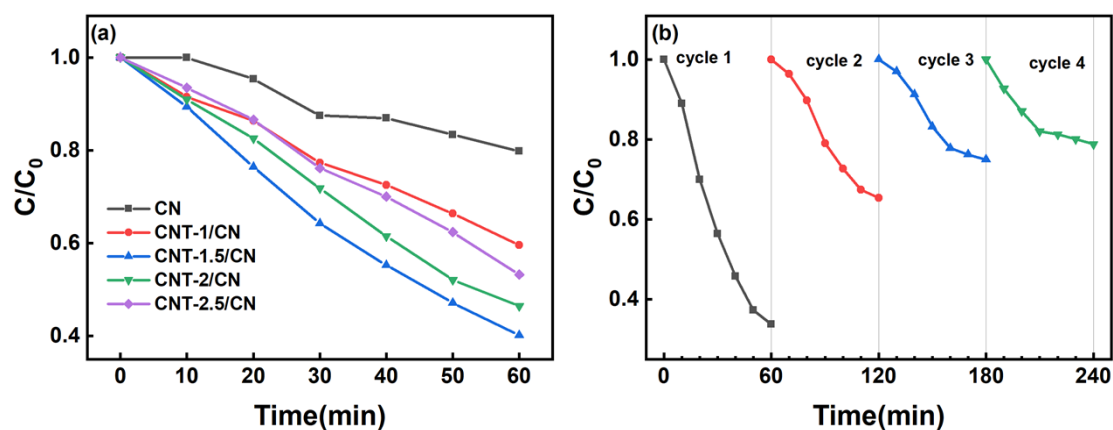 (a)
C/C₀
1.0
0.8
0.6
0.4
CN
CNT-1/CN
CNT-1.5/CN
CNT-2/CN
CNT-2.5/CN
0 10 20 30 40 50 60
Time(min)
(b)
C/C₀
1.0
0.8
0.6
0.4
cycle 1
cycle 2
cycle 3
cycle 4
0 60 120 180 240
Time(min)